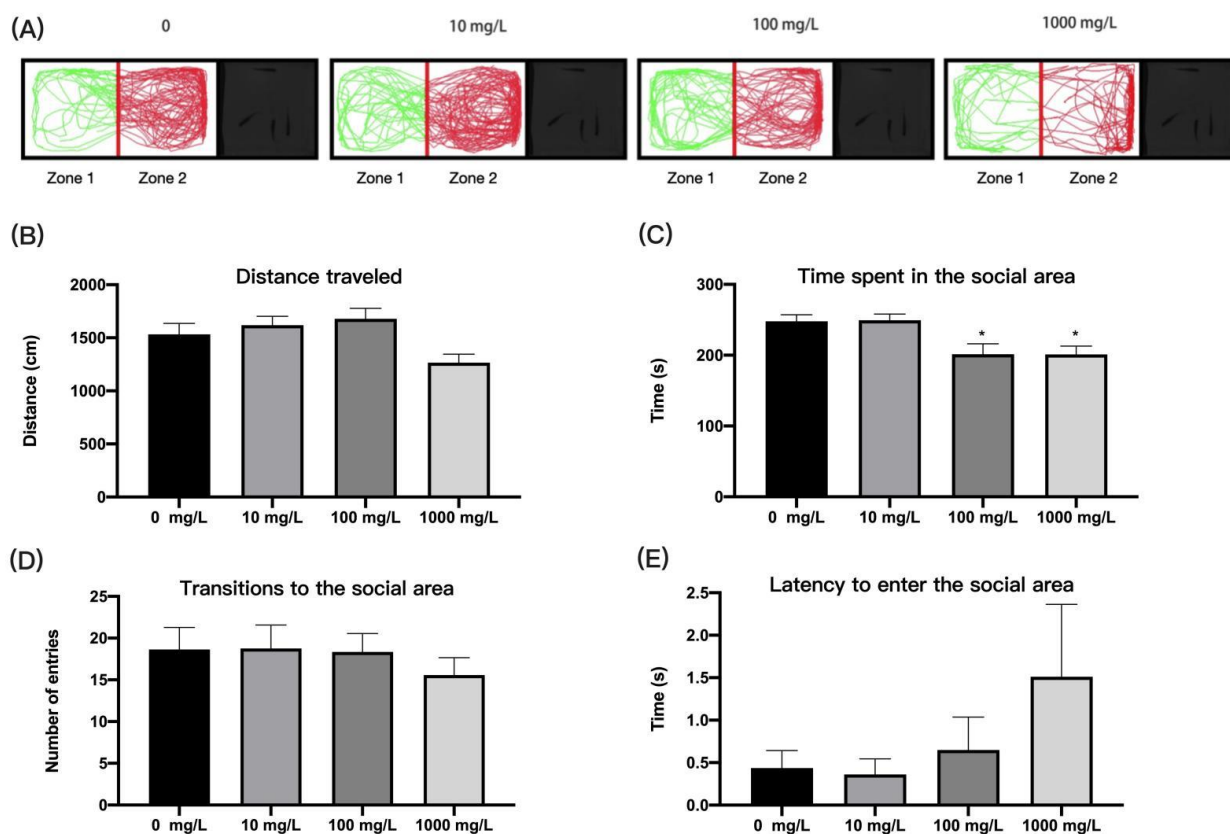 (A)
0
10 mg/L
100 mg/L
1000 mg/L
Zone 1 Zone 2
Zone 1 Zone 2
Zone 1 Zone 2
Zone 1 Zone 2
(B)
Distance traveled
Distance (cm)
2000
1500
1000
500
0
0 mg/L 10 mg/L 100 mg/L 1000 mg/L
(C)
Time spent in the social area
Time (s)
300
200
100
0
*
*
0 mg/L 10 mg/L 100 mg/L 1000 mg/L
(D)
Transitions to the social area
Number of entries
25
20
15
10
5
0
0 mg/L 10 mg/L 100 mg/L 1000 mg/L
(E)
Latency to enter the social area
Time (s)
2.5
2.0
1.5
1.0
0.5
0.0
0 mg/L 10 mg/L 100 mg/L 1000 mg/L